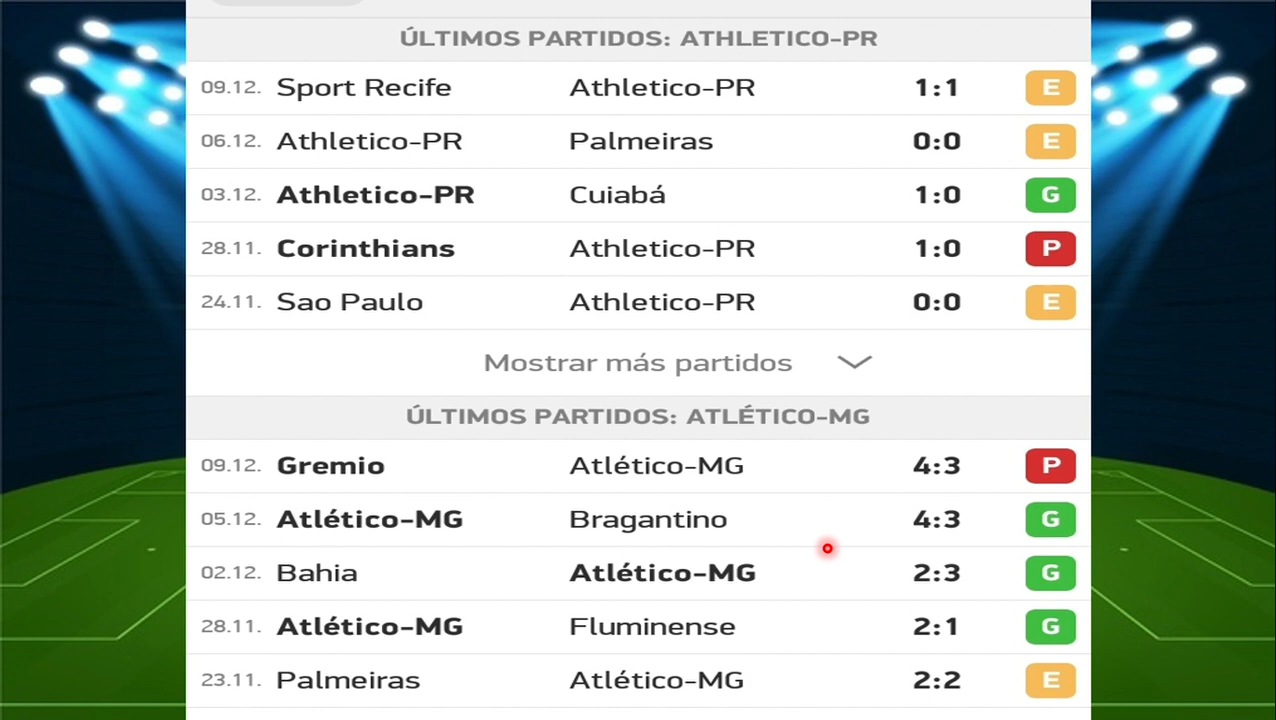 ÚLTIMOS PARTIDOS: ATHLETICO-PR
09.12. Sport Recife Athletico-PR 1:1 E
06.12. Athletico-PR Palmeiras 0:0 E
03.12. Athletico-PR Cuiabá 1:0 G
28.11. Corinthians Athletico-PR 1:0 P
24.11. Sao Paulo Athletico-PR 0:0 E
Mostrar más partidos
ÚLTIMOS PARTIDOS: ATLÉTICO-MG
09.12. Gremio Atlético-MG 4:3 P
05.12. Atlético-MG Bragantino 4:3 G
02.12. Bahia Atlético-MG 2:3 G
28.11. Atlético-MG Fluminense 2:1 G
23.11. Palmeiras Atlético-MG 2:2 E